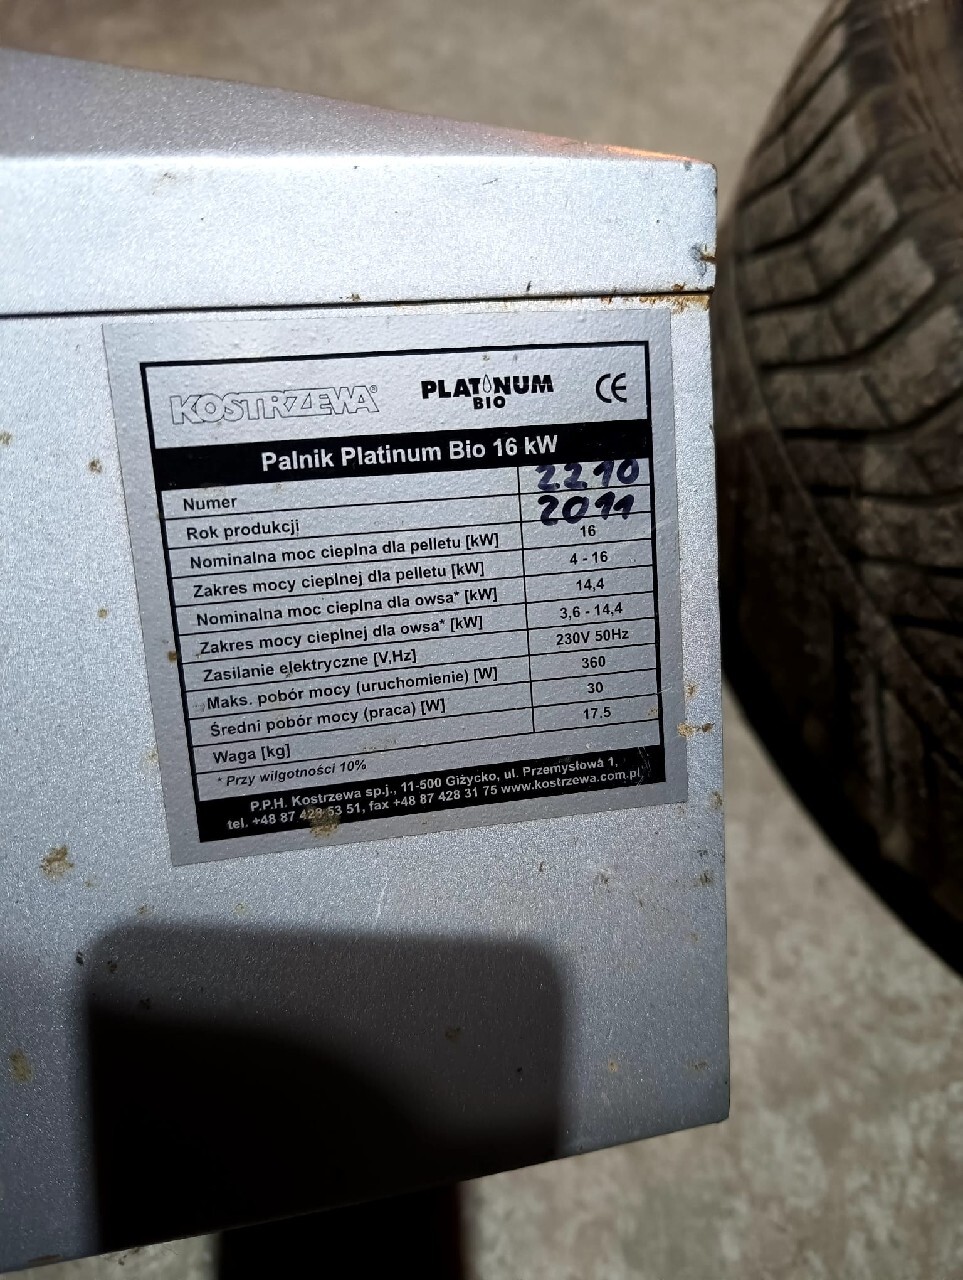 KOSTRZEWA®
PLATINUM
BIO
CE
Palnik Platinum Bio 16 kW
Numer 2210
Rok produkcji 2011
Nominalna moc cieplna dla pelletu [kW] 16
Zakres mocy cieplnej dla pelletu [kW] 4 - 16
Nominalna moc cieplna dla owsa* [kW] 14,4
Zakres mocy cieplnej dla owsa* [kW] 3,6 - 14,4
Zasilanie elektryczne [V,Hz] 230V 50Hz
Maks. pobór mocy (uruchomienie) [W] 360
Średni pobór mocy (praca) [W] 30
Waga [kg] 17.5
* Przy wilgotności 10%
P.P.H. Kostrzewa sp.j., 11-500 Giżycko, ul. Przemysłowa 1,
tel. +48 87 428 53 51, fax +48 87 428 31 75 www.kostrzewa.com.pl